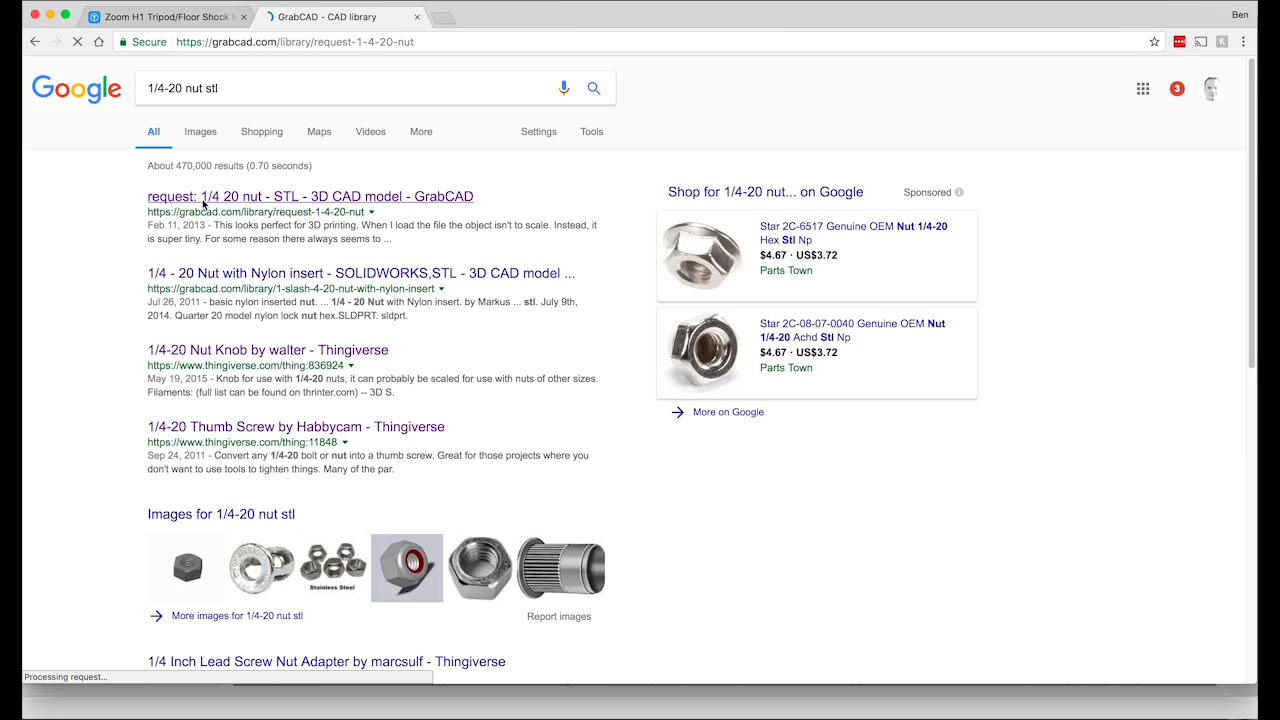 Zoom H1 Tripod/Floor Shock
GrabCAD - CAD library
Ben
Secure
https://grabcad.com/library/request-1-4-20-nut
Google
1/4-20 nut stl
3
All
Images
Shopping
Maps
Videos
More
Settings
Tools
About 470,000 results (0.70 seconds)
request: 1/4 20 nut - STL - 3D CAD model - GrabCAD
https://grabcad.com/library/request-1-4-20-nut
Feb 11, 2013 - This looks perfect for 3D printing. When I load the file the object isn't to scale. Instead, it
is super tiny. For some reason there always seems to ...
1/4 - 20 Nut with Nylon insert - SOLIDWORKS,STL - 3D CAD model ...
https://grabcad.com/library/1-slash-4-20-nut-with-nylon-insert
Jul 26, 2011 - basic nylon inserted nut. ... 1/4 - 20 Nut with Nylon insert. by Markus ... stl. July 9th,
2014. Quarter 20 model nylon lock nut hex.SLDPRT. sldprt.
1/4-20 Nut Knob by walter - Thingiverse
https://www.thingiverse.com/thing:836924
May 19, 2015 - Knob for use with 1/4-20 nuts, it can probably be scaled for use with nuts of other sizes.
Filaments: (full list can be found on thrinter.com) -- 3D S.
1/4-20 Thumb Screw by Habbycam - Thingiverse
https://www.thingiverse.com/thing:11848
Sep 24, 2011 - Convert any 1/4-20 bolt or nut into a thumb screw. Great for those projects where you
don't want to use tools to tighten things. Many of the par.
Images for 1/4-20 nut stl
Stainless Steel
More images for 1/4-20 nut stl
Report images
1/4 Inch Lead Screw Nut Adapter by marcsulf - Thingiverse
Shop for 1/4-20 nut... on Google
Sponsored
Star 2C-6517 Genuine OEM Nut 1/4-20
Hex Stl Np
$4.67 · US$3.72
Parts Town
Star 2C-08-07-0040 Genuine OEM Nut
1/4-20 Achd Stl Np
$4.67 · US$3.72
Parts Town
More on Google
Processing request...